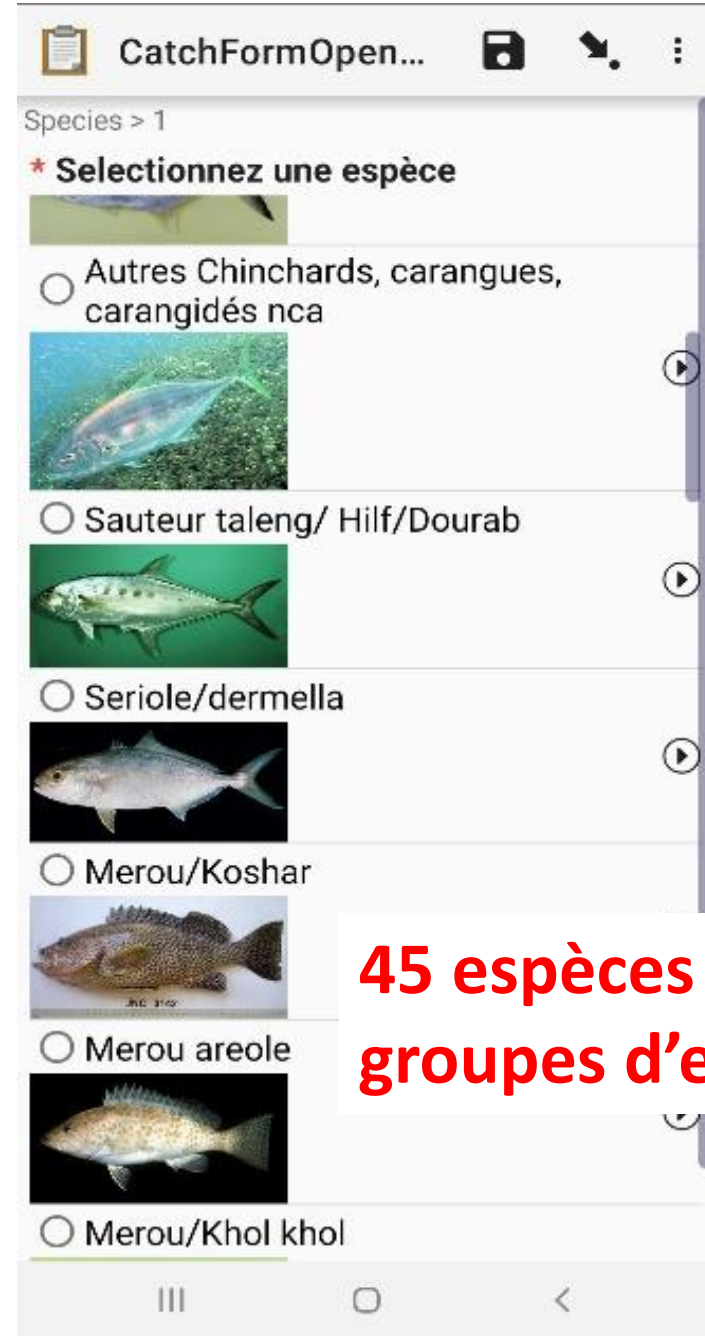 CatchFormOpen...
Species > 1
* Selectionnez une espèce
Autres Chinchards, carangues,
carangidés nca
Sauteur taleng/ Hilf/Dourab
Seriole/dermella
Merou/Koshar
45 espèces
groupes d’e
Merou areole
Merou/Khol khol